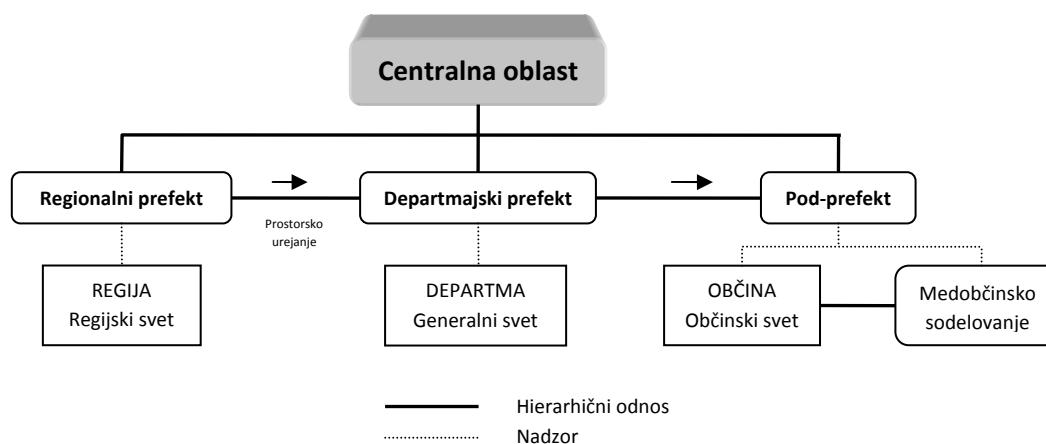 Centralna oblast
Regionalni prefekt
Departmajski prefekt
Pod-prefekt
Prostorsko
urejanje
REGIJA
Regijski svet
DEPARTMA
Generalni svet
OBČINA
Občinski svet
Medobčinsko
sodelovanje
Hierarhični odnos
Nadzor